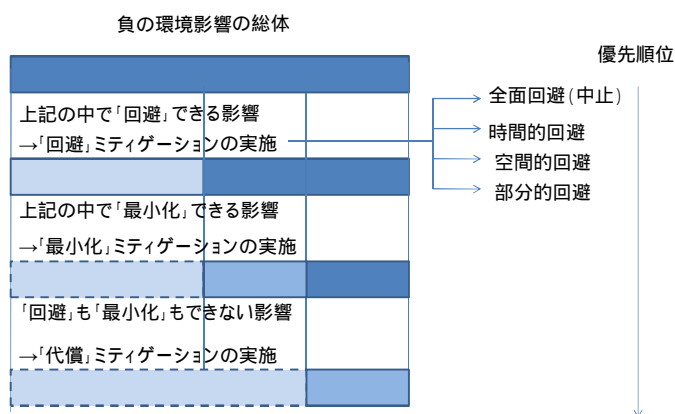 負の環境影響の総体
優先順位
上記の中で「回避」できる影響
→「回避」ミティゲーションの実施
全面回避(中止)
時間的回避
空間的回避
部分的回避
上記の中で「最小化」できる影響
→「最小化」ミティゲーションの実施
「回避」も「最小化」もできない影響
→「代償」ミティゲーションの実施